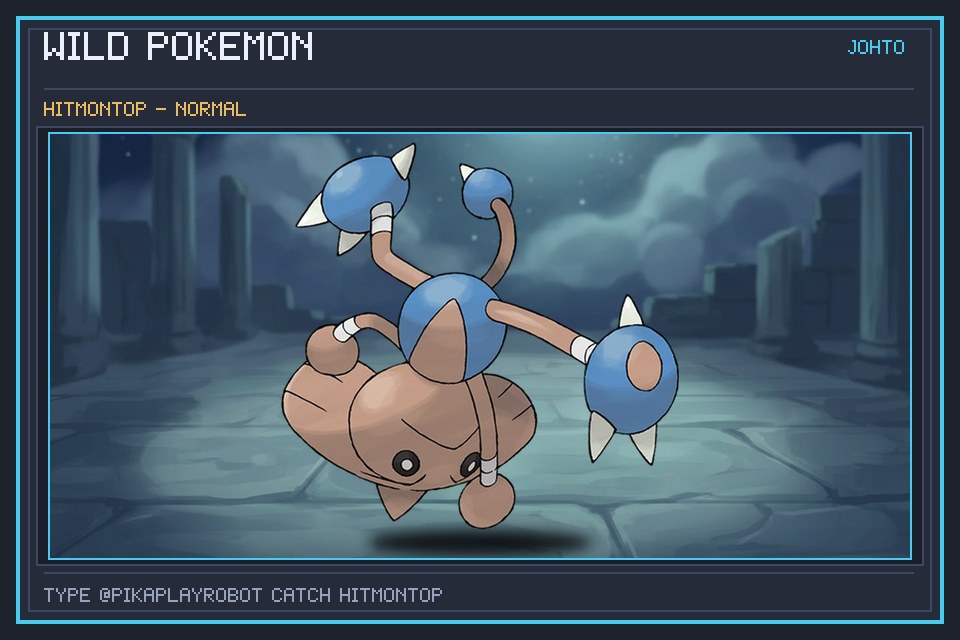 WILD POKEMON
JOHTO
HITMONTOP – NORMAL
TYPE @PIKAPLAYROBOT CATCH HITMONTOP